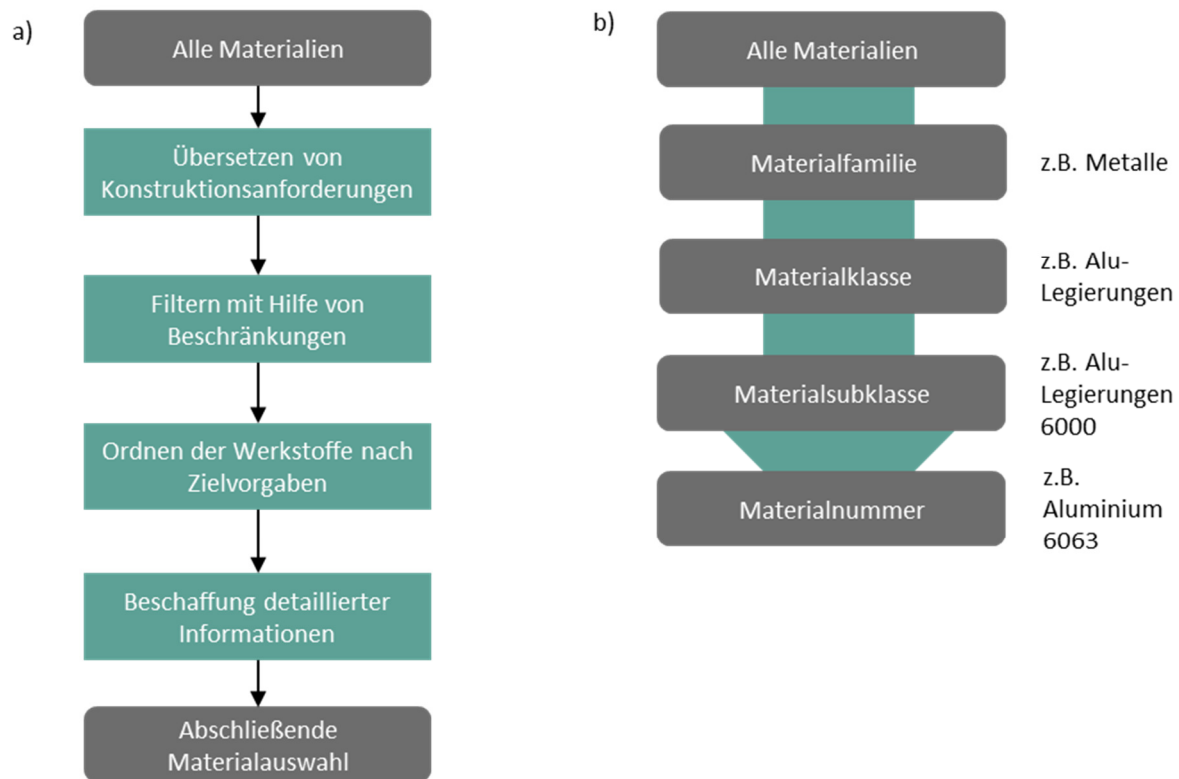 a)
Alle Materialien
Übersetzen von
Konstruktionsanforderungen
Filtern mit Hilfe von
Beschränkungen
Ordnen der Werkstoffe nach
Zielvorgaben
Beschaffung detaillierter
Informationen
Abschließende
Materialauswahl
b)
Alle Materialien
Materialfamilie
z.B. Metalle
Materialklasse
z.B. Alu-
Legierungen
Materialsubklasse
z.B. Alu-
Legierungen
6000
Materialnummer
z.B.
Aluminium
6063